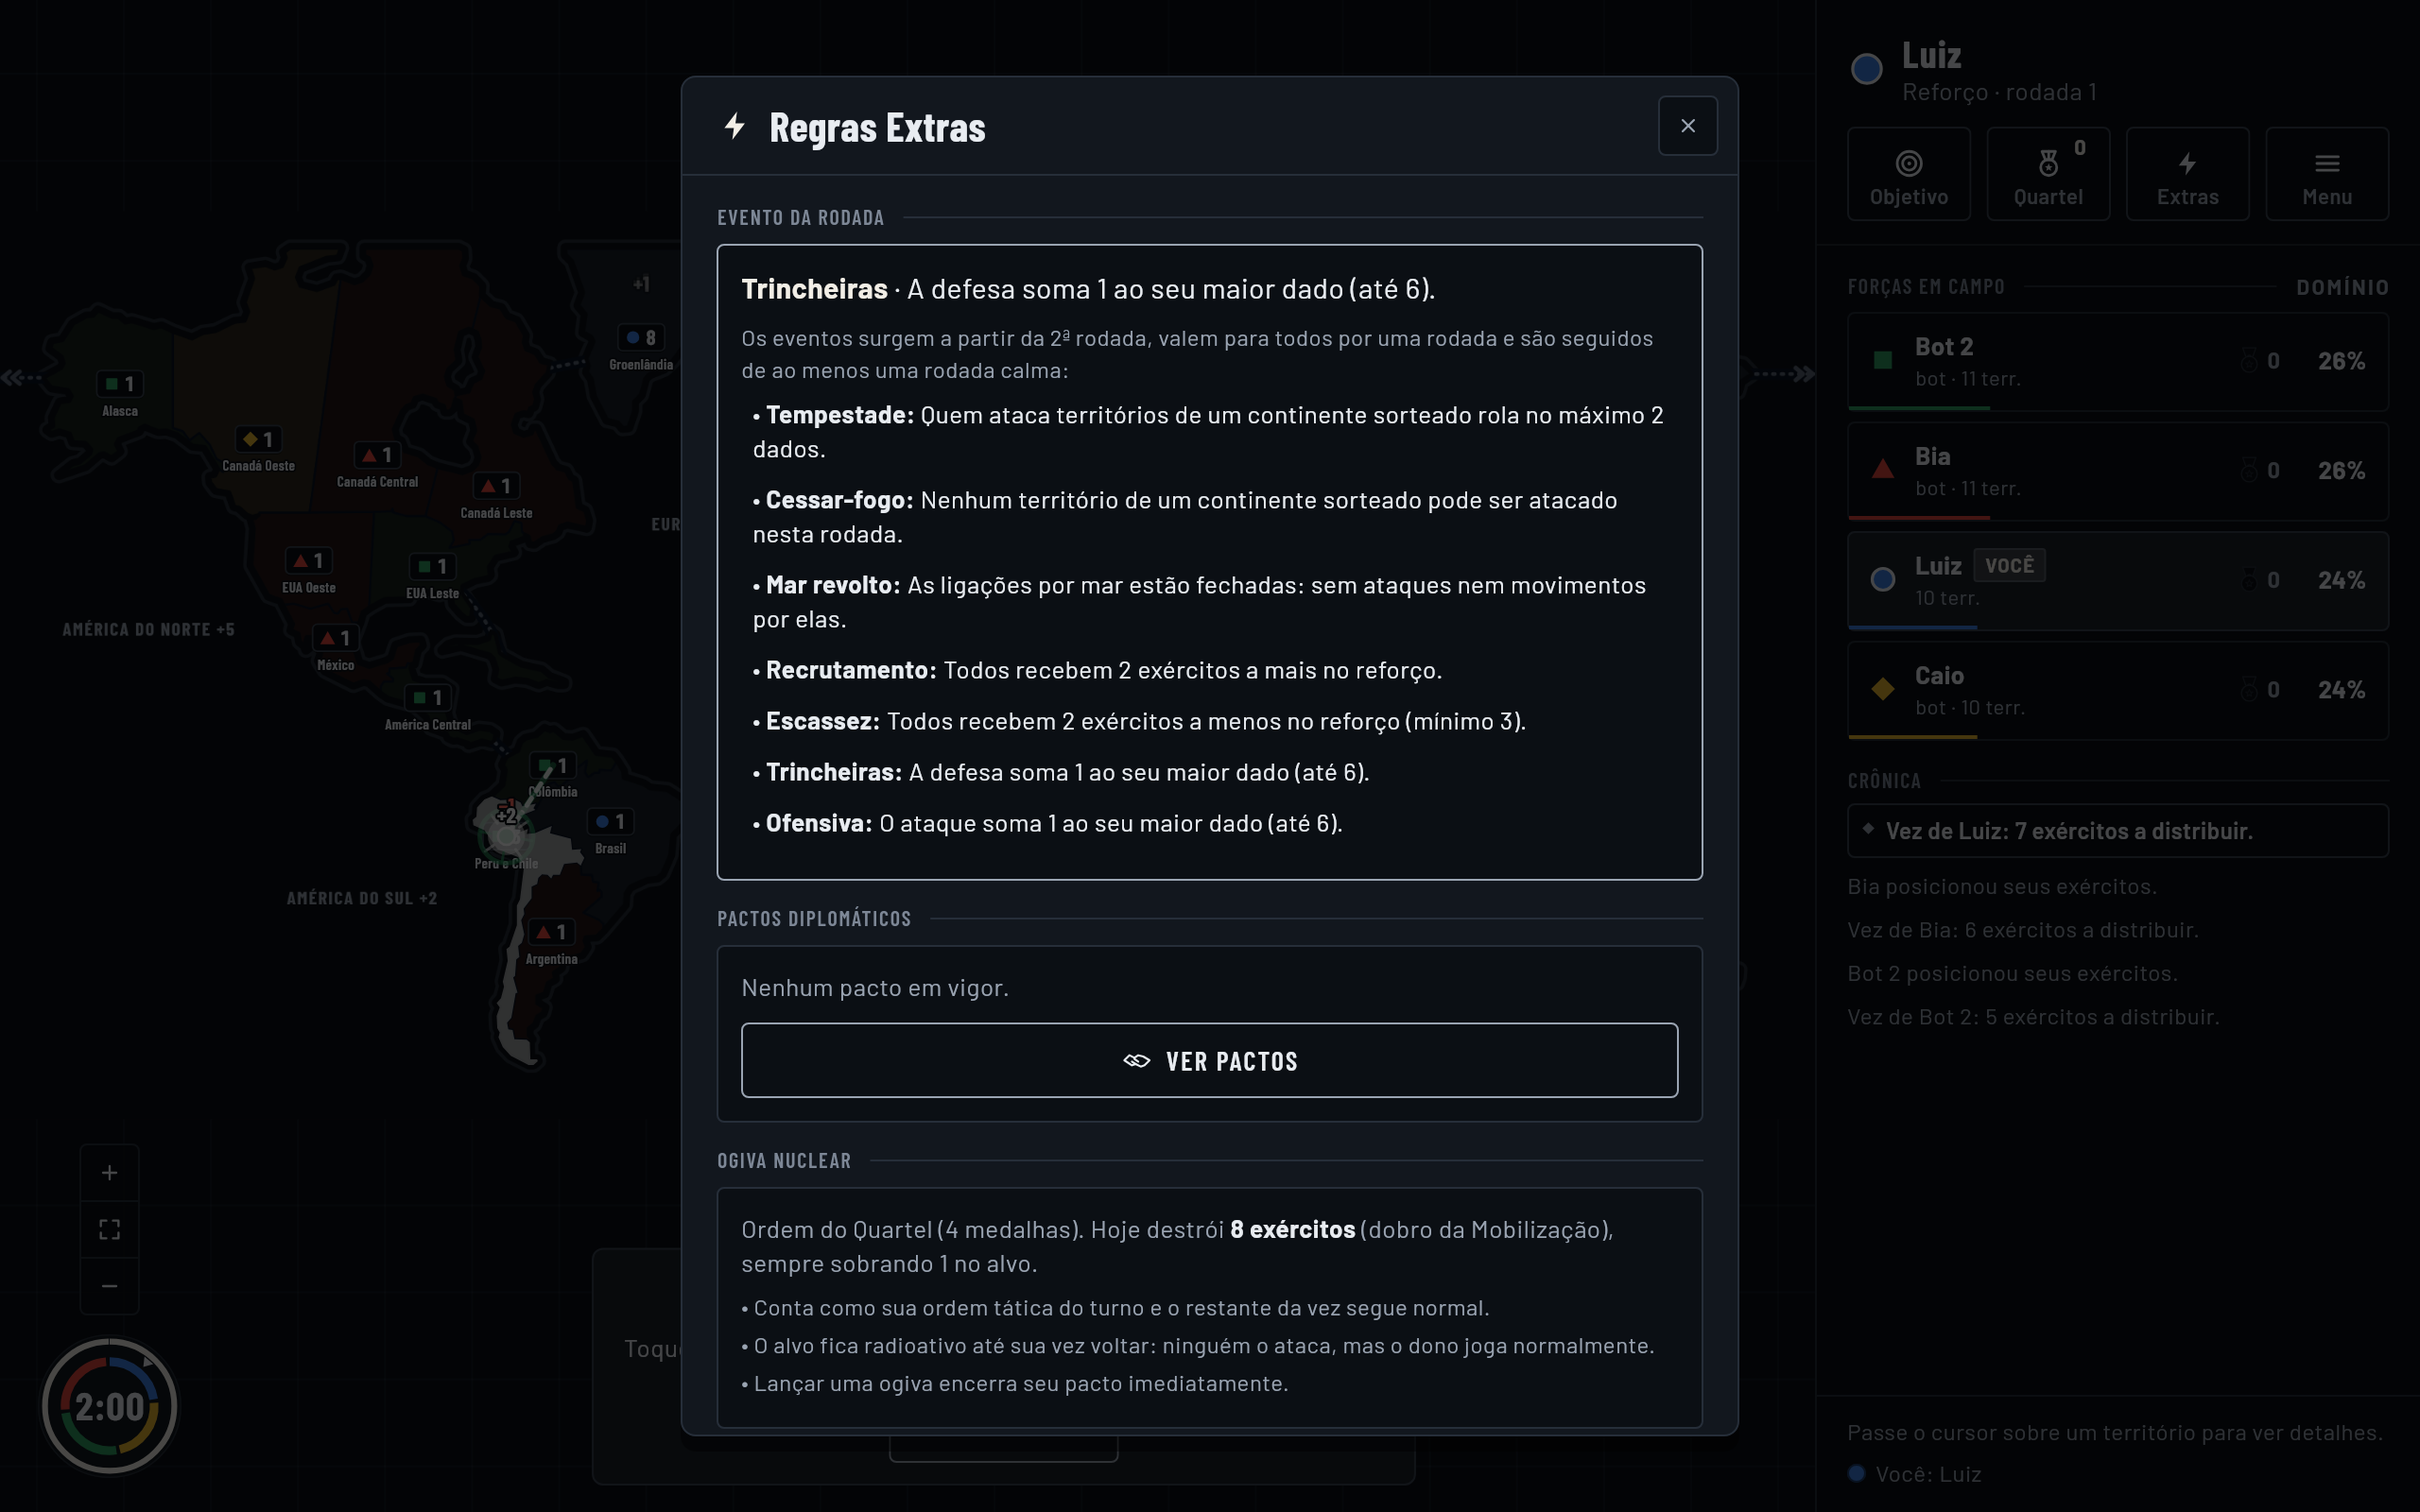 Regras Extras
EVENTO DA RODADA
Trincheiras · A defesa soma 1 ao seu maior dado (até 6).
Os eventos surgem a partir da 2ª rodada, valem para todos por uma rodada e são seguidos
de ao menos uma rodada calma:
• Tempestade: Quem ataca territórios de um continente sorteado rola no máximo 2
dados.
• Cessar-fogo: Nenhum território de um continente sorteado pode ser atacado
nesta rodada.
• Mar revolto: As ligações por mar estão fechadas: sem ataques nem movimentos
por elas.
• Recrutamento: Todos recebem 2 exércitos a mais no reforço.
• Escassez: Todos recebem 2 exércitos a menos no reforço (mínimo 3).
• Trincheiras: A defesa soma 1 ao seu maior dado (até 6).
• Ofensiva: O ataque soma 1 ao seu maior dado (até 6).
PACTOS DIPLOMÁTICOS
Nenhum pacto em vigor.
VER PACTOS
OGIVA NUCLEAR
Ordem do Quartel (4 medalhas). Hoje destrói 8 exércitos (dobro da Mobilização),
sempre sobrando 1 no alvo.
• Conta como sua ordem tática do turno e o restante da vez segue normal.
• O alvo fica radioativo até sua vez voltar: ninguém o ataca, mas o dono joga normalmente.
• Lançar uma ogiva encerra seu pacto imediatamente.
+1
8
Groenlândia
1
Alasca
1
Canadá Oeste
1
Canadá Central
1
Canadá Leste
1
EUA Oeste
1
EUA Leste
AMÉRICA DO NORTE +5
1
México
1
América Central
1
Colômbia
+2
1
Brasil
Peru e Chile
AMÉRICA DO SUL +2
1
Argentina
+
−
2:00
Luiz
Reforço · rodada 1
Objetivo
0
Quartel
Extras
Menu
FORÇAS EM CAMPO
DOMÍNIO
Bot 2
bot · 11 terr.
0
26%
Bia
bot · 11 terr.
0
26%
Luiz VOCÊ
10 terr.
0
24%
Caio
bot · 10 terr.
0
24%
CRÔNICA
Vez de Luiz: 7 exércitos a distribuir.
Bia posicionou seus exércitos.
Vez de Bia: 6 exércitos a distribuir.
Bot 2 posicionou seus exércitos.
Vez de Bot 2: 5 exércitos a distribuir.
Passe o cursor sobre um território para ver detalhes.
Você: Luiz